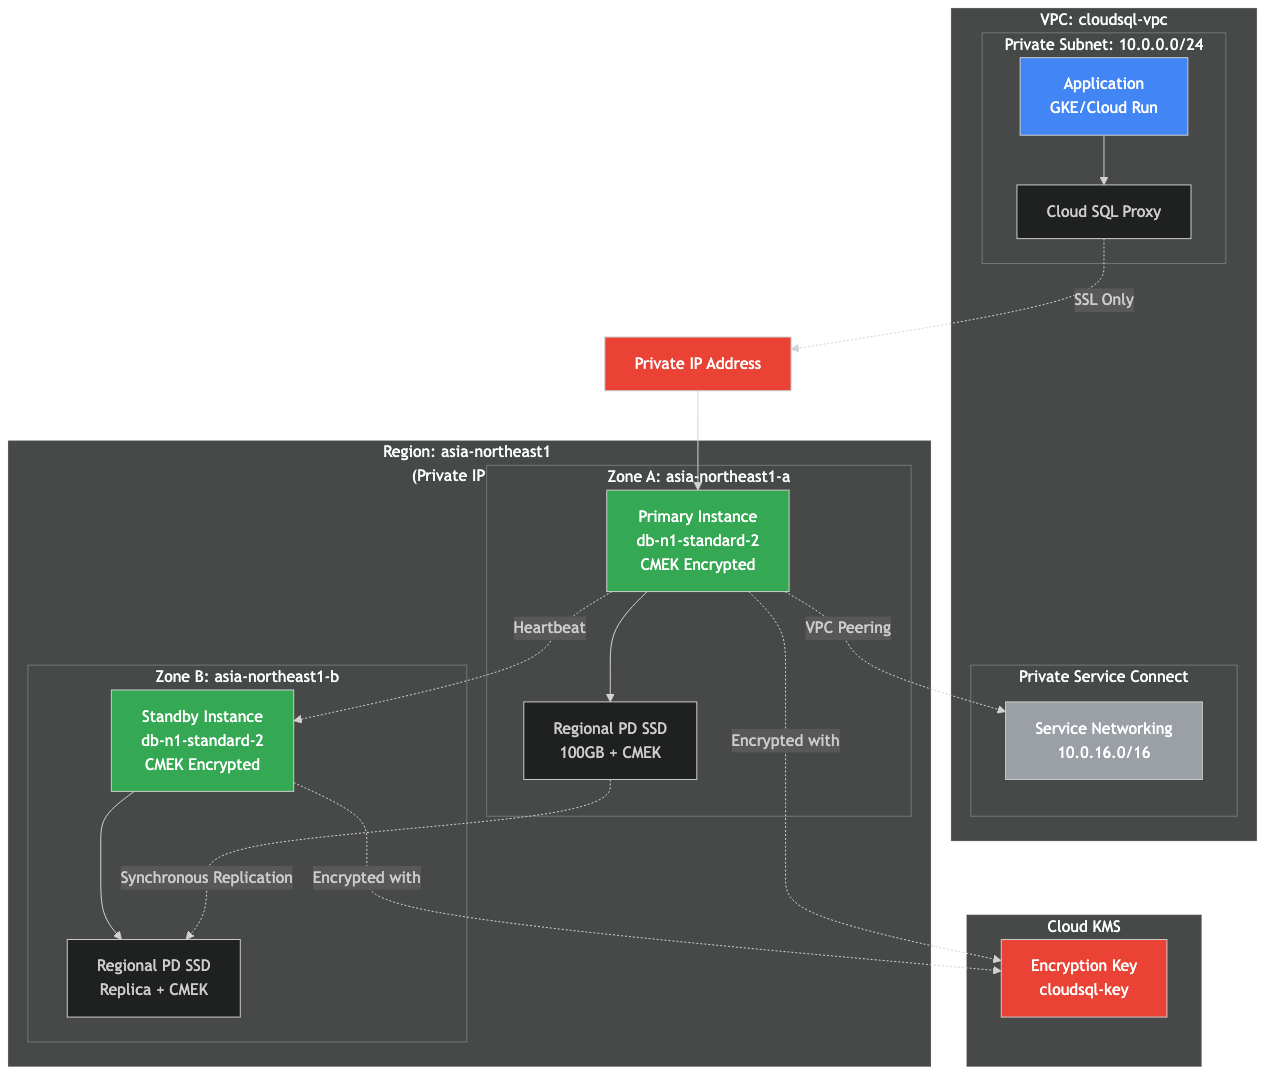 VPC: cloudsql-vpc
Private Subnet: 10.0.0.0/24
Application
GKE/Cloud Run
Cloud SQL Proxy
SSL Only
Private IP Address
Region: asia-northeast1
(Private IP
Zone A: asia-northeast1-a
Primary Instance
db-n1-standard-2
CMEK Encrypted
Heartbeat
VPC Peering
Zone B: asia-northeast1-b
Private Service Connect
Standby Instance
db-n1-standard-2
CMEK Encrypted
Regional PD SSD
100GB + CMEK
Encrypted with
Service Networking
10.0.16.0/16
Synchronous Replication
Encrypted with
Cloud KMS
Regional PD SSD
Replica + CMEK
Encryption Key
cloudsql-key